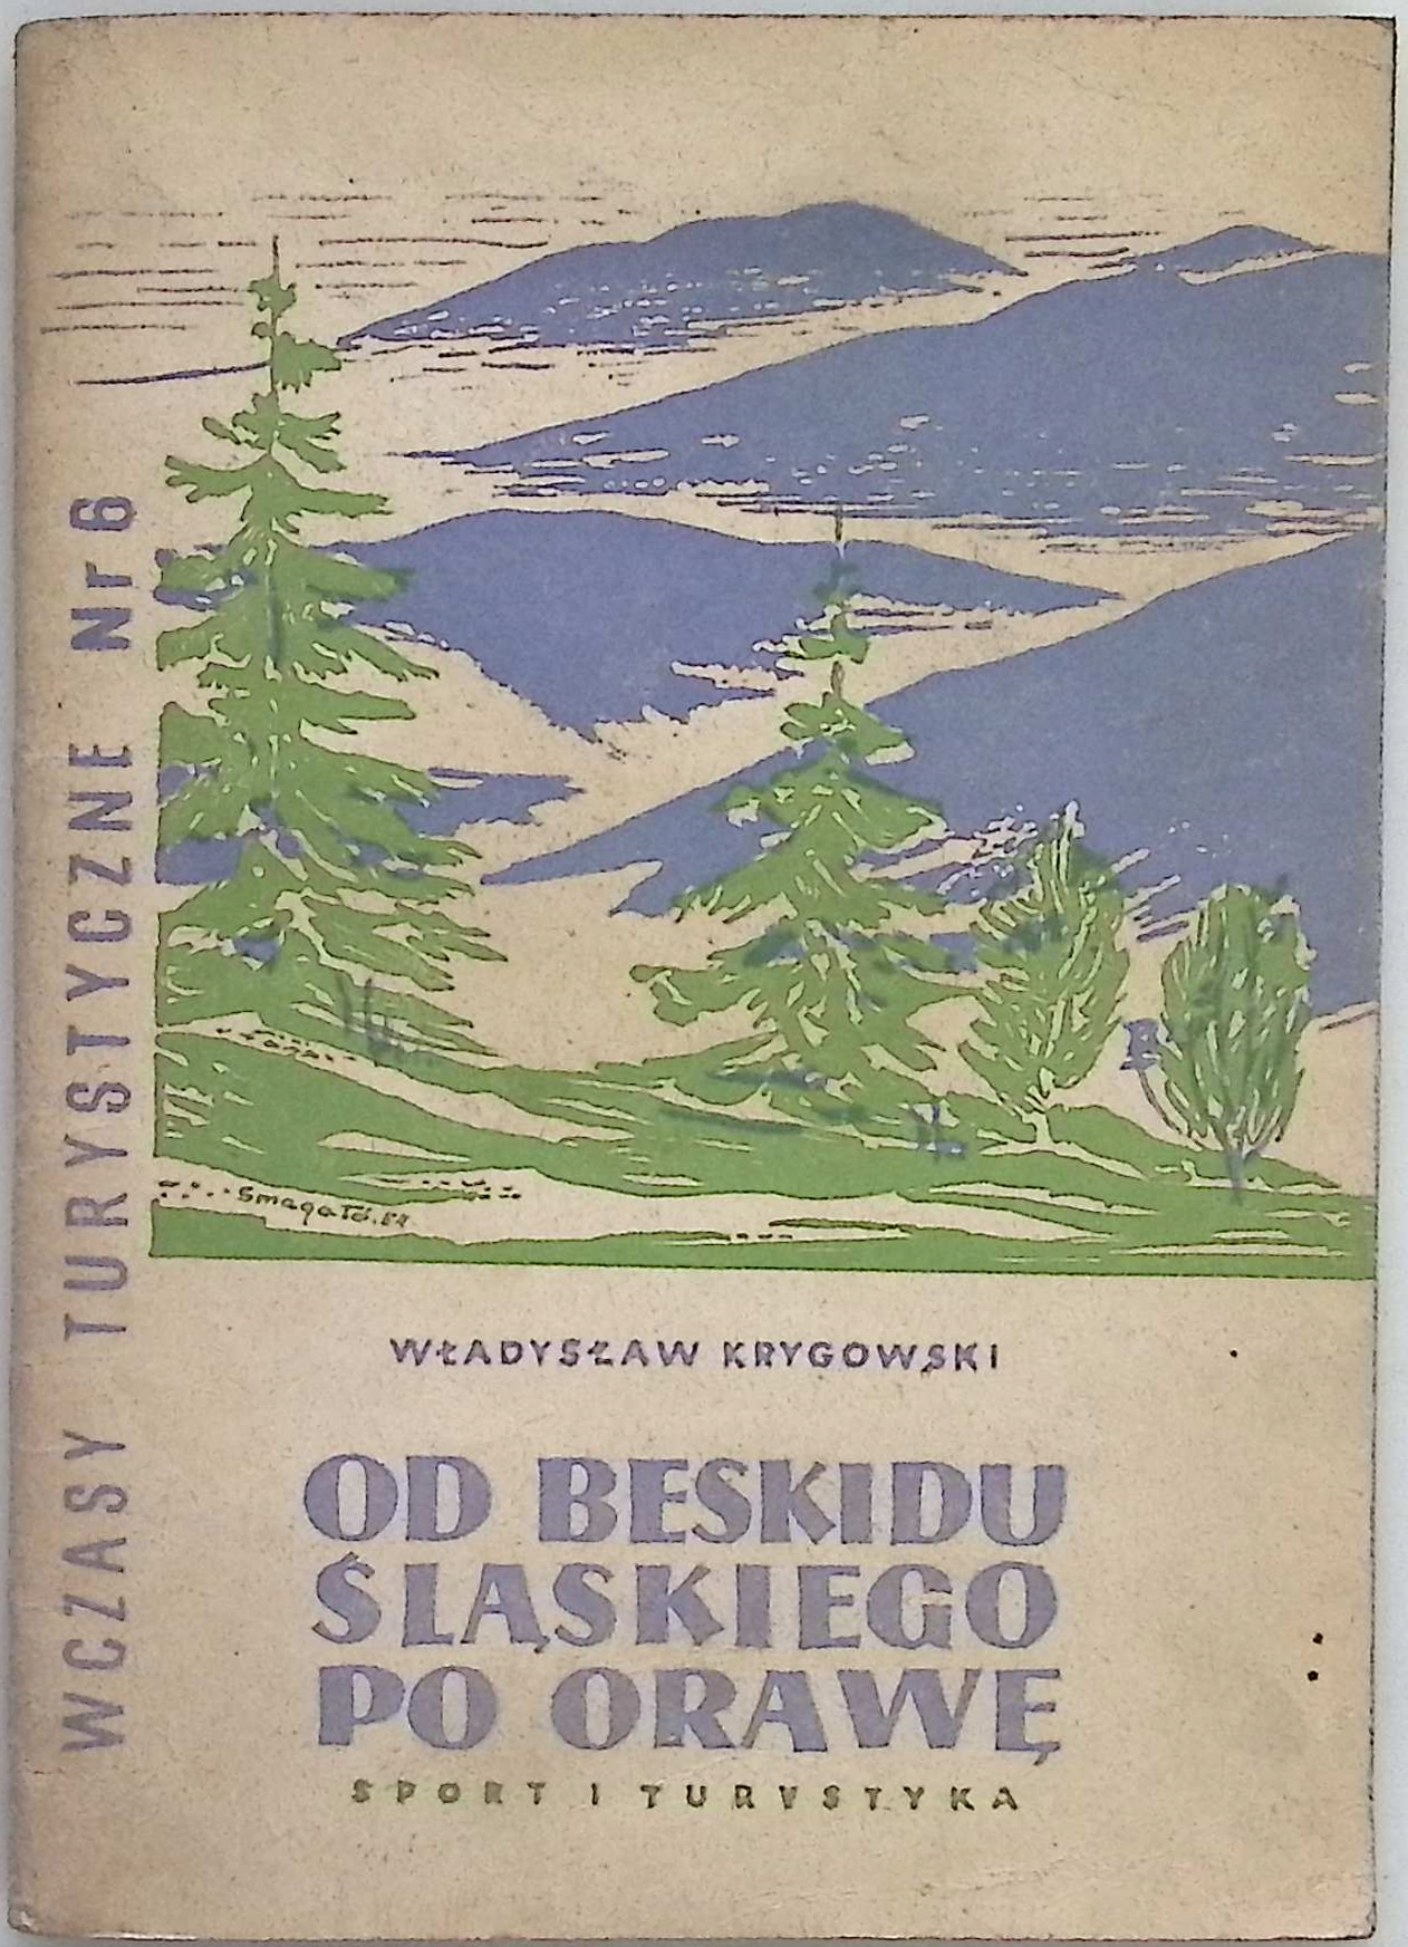 WCZASY TURYSTYCZNE Nr 6
WŁADYSŁAW KRYGOWSKI
OD BESKIDU
ŚLĄSKIEGO
PO ORAWĘ
SPORT I TURYSTYKA